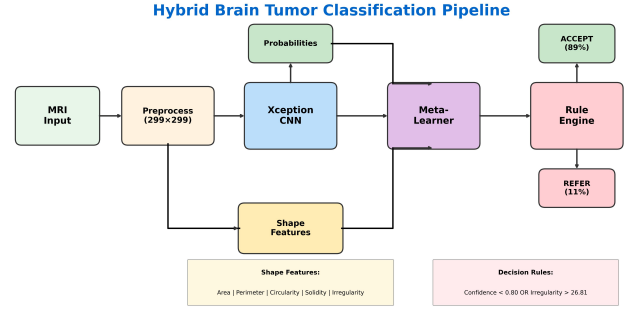 Hybrid Brain Tumor Classification Pipeline
Probabilities
ACCEPT
(89%)
MRI
Input
Preprocess
(299×299)
Xception
CNN
Meta-
Learner
Rule
Engine
REFER
(11%)
Shape
Features
Shape Features:
Area | Perimeter | Circularity | Solidity | Irregularity
Decision Rules:
Confidence < 0.80 OR Irregularity > 26.81